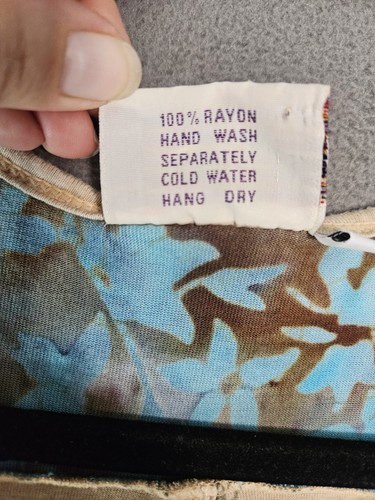 100% RAYON
HAND WASH
SEPARATELY
COLD WATER
HANG DRY